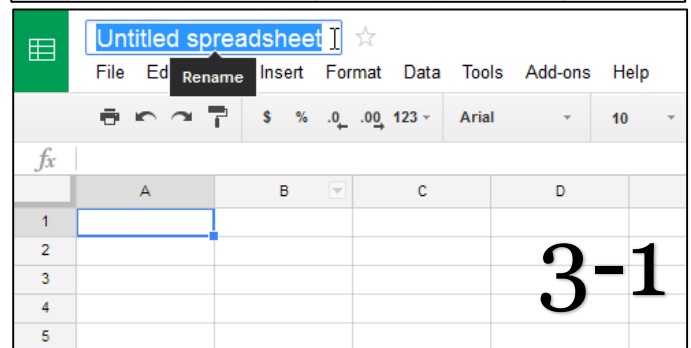 Untitled spreadsheet
File Ed Rename Insert Format Data Tools Add-ons Help
$ % .0 .00 123 Arial 10
fx
A B C D
1
2
3
4
5
3-1